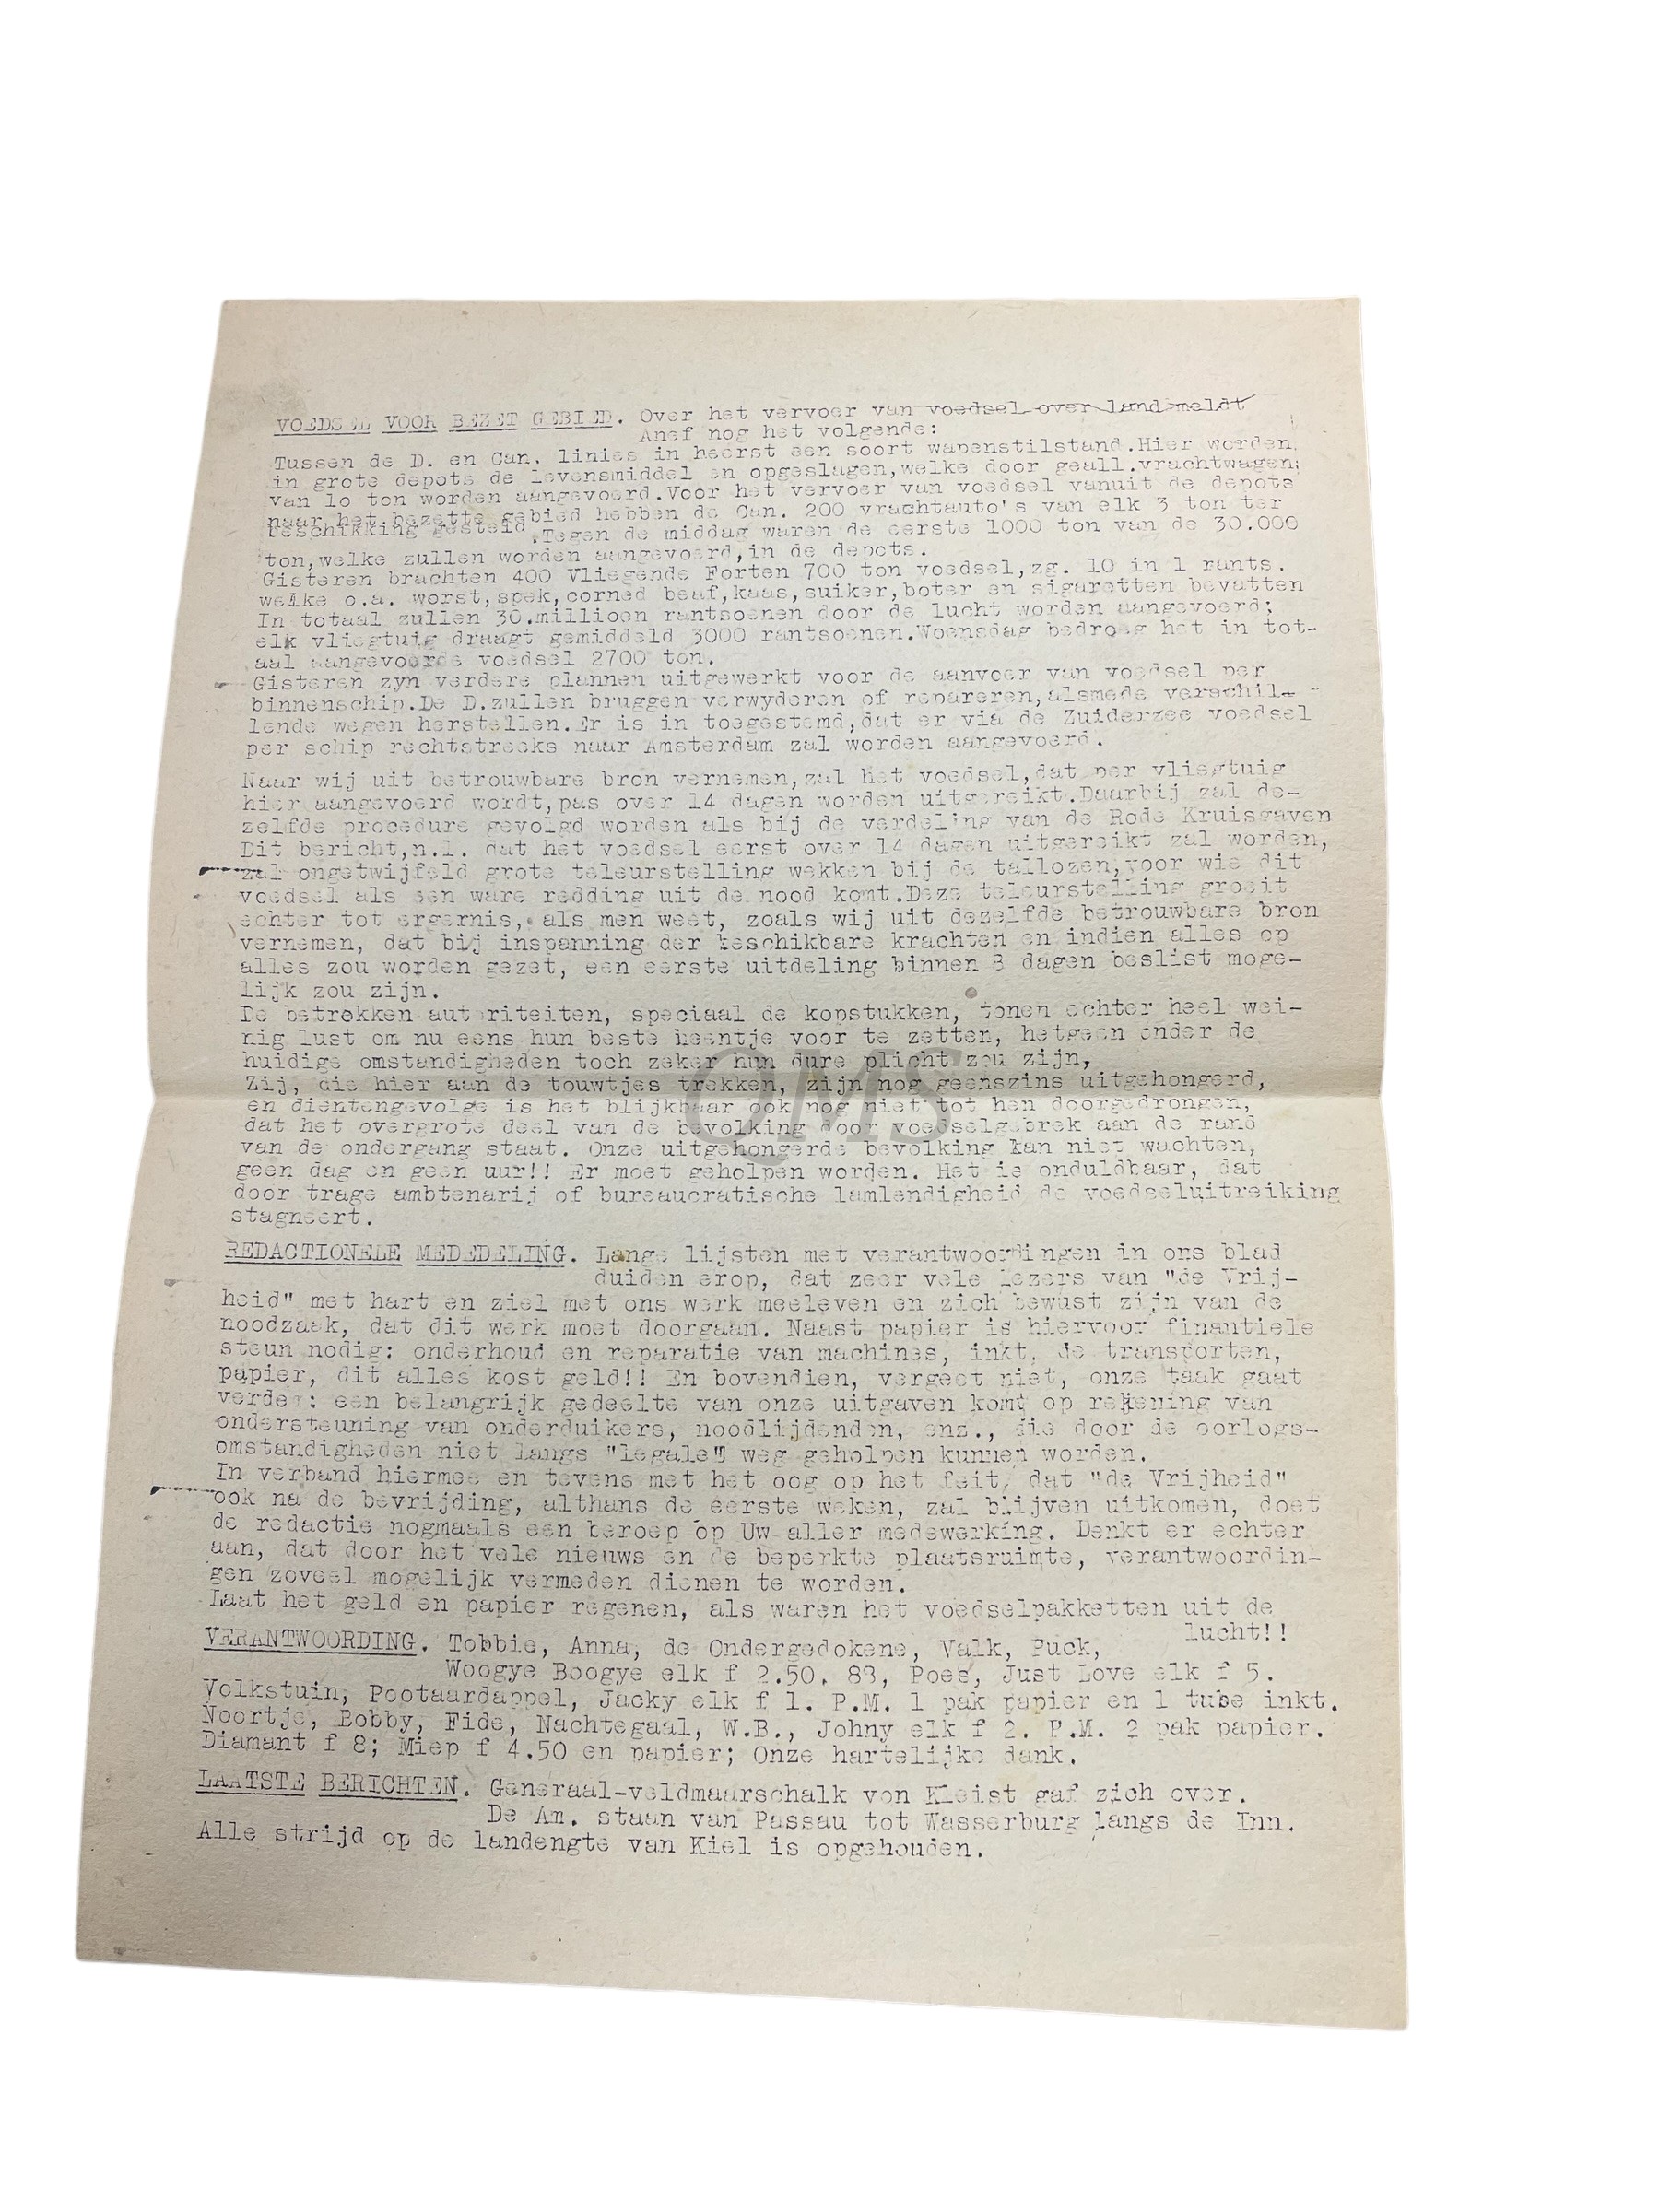 VOEDSEL VOOR BEZET GEBIED. Over het vervoer van voedsel over land meldt
Anef nog het volgende:
Tussen de D. en Can. linies in heerst een soort wapenstilstand.Hier worden
in grote depots de levensmiddel en opgeslagen,welke door geall.vrachtwagen;
van lo ton worden aangevoerd.Voor het vervoer van voedsel vanuit de depots
naar het bezette gebied hebben de Can. 200 vrachtauto's van elk 3 ton ter
beschikking gesteld.Tegen de middag waren de eerste 1000 ton van de 30.000
ton,welke zullen worden aangevoerd,in de depots.
Gisteren brachten 400 Vliegende Forten 700 ton voedsel,zg. 10 in 1 rants.
welke o.a. worst,spek,corned beaf,kaas,suiker,boter en sigaretten bevatten
In totaal zullen 30.millioen rantsoenen door de lucht worden aangevoerd;
elk vliegtuig draagt gemiddeld 3000 rantsoenen.Woensdag bedroeg het in tot-
aal aangevoerde voedsel 2700 ton.
Gisteren zyn verdere plannen uitgewerkt voor de aanvoer van voedsel per
binnenschip.De D.zullen bruggen verwyderen of repareren,alsmede verschil-
lende wegen herstellen.Er is in toegestemd,dat er via de Zuiderzee voedsel
per schip rechtstreeks naar Amsterdam zal worden aangevoerd.
Naar wij uit betrouwbare bron vernemen,zal het voedsel,dat per vliegtuig
hier aangevoerd wordt,pas over 14 dagen worden uitgereikt.Daarbij zal de-
zelfde procedure gevolgd worden als bij de verdeling van de Rode Kruisgaven
Dit bericht,n.l. dat het voedsel eerst over 14 dagen uitgereikt zal worden,
zal ongetwijfeld grote teleurstelling wekken bij de tallozen,voor wie dit
voedsel als een ware redding uit de nood komt.Deze teleurstelling groeit
echter tot ergernis, als men weet, zoals wij uit dezelfde betrouwbare bron
vernemen, dat bij inspanning der beschikbare krachten en indien alles op
alles zou worden gezet, een eerste uitdeling binnen 8 dagen beslist moge-
lijk zou zijn.
De betrokken autoriteiten, speciaal de kopstukken, tonen echter heel wei-
nig lust om nu eens hun beste beentje voor te zetten, hetgeen onder de
huidige omstandigheden toch zeker hun dure plicht zou zijn,
Zij, die hier aan de touwtjes trekken, zijn nog geenszins uitgehongerd,
en dientengevolge is het blijkbaar ook nog niet tot hen doorgedrongen,
dat het overgrote deel van de bevolking door voedselgebrek aan de rand
van de ondergang staat. Onze uitgehongerde bevolking kan niet wachten,
geen dag en geen uur!! Er moet geholpen worden. Het is onduldbaar, dat
door trage ambtenarij of bureaucratische lamlendigheid de voedseluitreiking
stagneert.
REDACTIONELE MEDEDELING. Lange lijsten met verantwoordingen in ons blad
duiden erop, dat zeer vele lezers van "de Vrij-
heid" met hart en ziel met ons werk meeleven en zich bewust zijn van de
noodzaak, dat dit werk moet doorgaan. Naast papier is hiervoor finantiele
steun nodig: onderhoud en reparatie van machines, inkt, de transporten,
papier, dit alles kost geld!! En bovendien, vergeet niet, onze taak gaat
verder: een belangrijk gedeelte van onze uitgaven komt op rekening van
ondersteuning van onderduikers, noodlijdenden, enz., die door de oorlogs-
omstandigheden niet langs "legale" weg geholpen kunnen worden.
In verband hiermee en tevens met het oog op het feit, dat "de Vrijheid"
ook na de bevrijding, althans de eerste weken, zal blijven uitkomen, doet
de redactie nogmaals een beroep op Uw aller medewerking. Denkt er echter
aan, dat door het vele nieuws en de beperkte plaatsruimte, verantwoordin-
gen zoveel mogelijk vermeden dienen te worden.
Laat het geld en papier regenen, als waren het voedselpakketten uit de
lucht!!
VERANTWOORDING. Tobbie, Anna, de Ondergedokene, Valk, Puck,
Woogye Boogye elk f 2.50. 88, Poes, Just Love elk f 5.
Volkstuin, Pootaardappel, Jacky elk f 1. P.M. 1 pak papier en 1 tube inkt.
Noortje, Bobby, Fide, Nachtegaal, W.B., Johny elk f 2. P.M. 2 pak papier.
Diamant f 8; Miep f 4.50 en papier; Onze hartelijke dank.
LAATSTE BERICHTEN. Generaal-veldmaarschalk von Kleist gaf zich over.
De Am. staan van Passau tot Wasserburg langs de Inn.
Alle strijd op de landengte van Kiel is opgehouden.
QMS